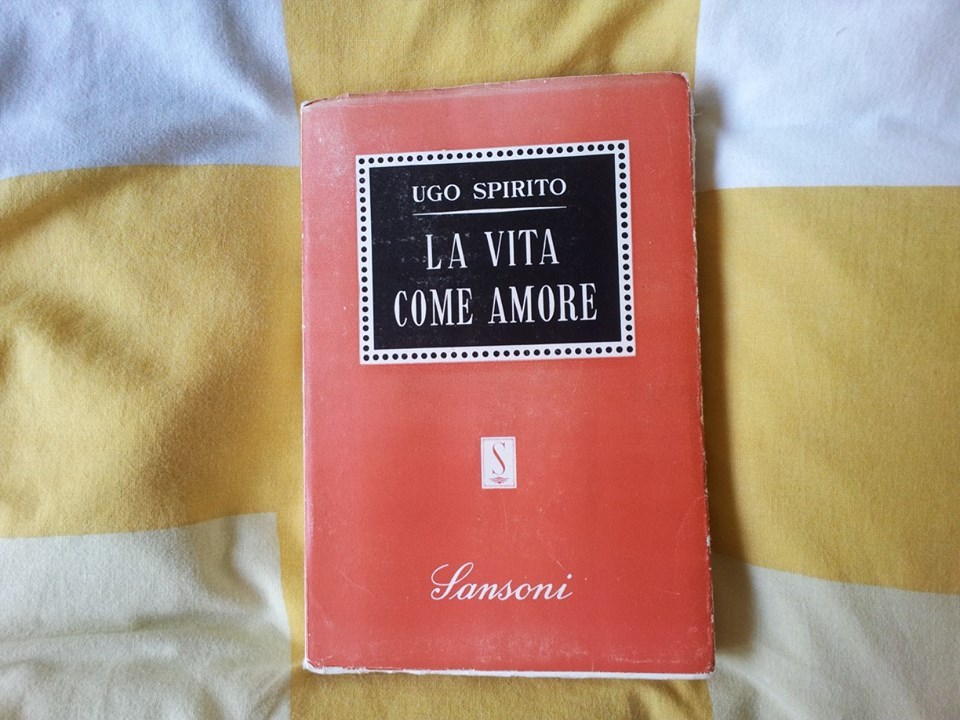 UGO SPIRITO
LA VITA
COME AMORE
S
Sansoni